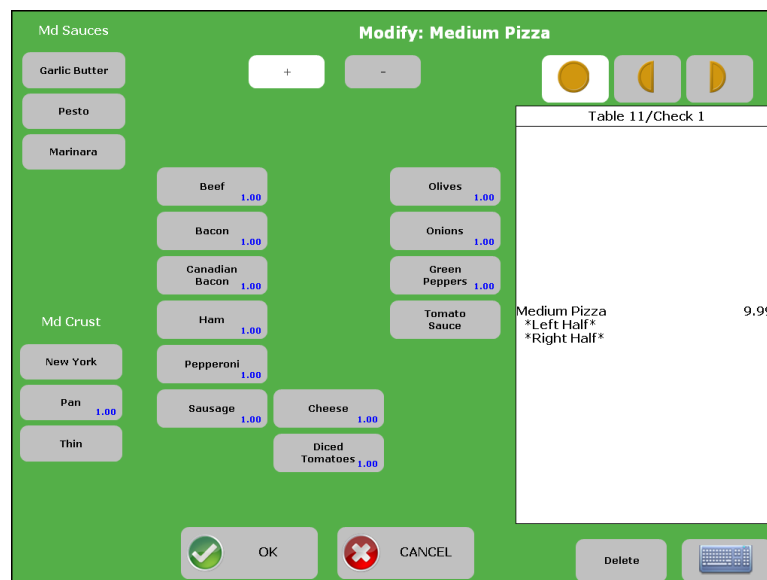 Md Sauces
Modify: Medium Pizza
Garlic Butter
+
-
Pesto
Table 11/Check 1
Marinara
Beef
1.00
Olives
1.00
Bacon
1.00
Onions
1.00
Canadian
Bacon 1.00
Green
Peppers 1.00
Md Crust
Ham
1.00
Tomato
Sauce
Medium Pizza 9.99
*Left Half*
*Right Half*
New York
Pepperoni
1.00
Pan
1.00
Sausage
1.00
Cheese
1.00
Thin
Diced
Tomatoes 1.00
OK
CANCEL
Delete